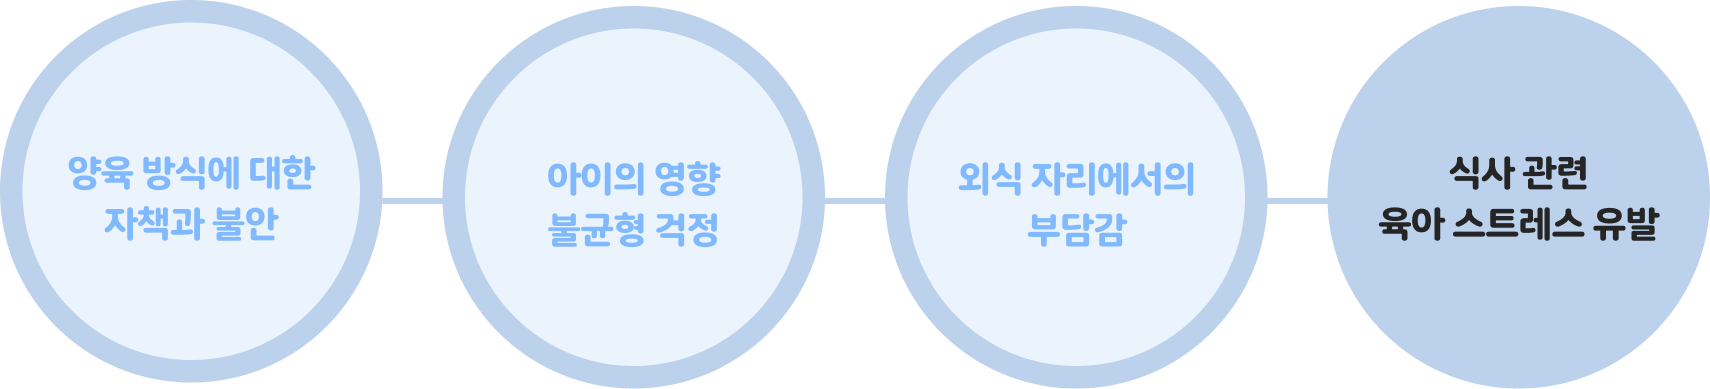 양육 방식에 대한
자책과 불안
아이의 영향
불균형 걱정
외식 자리에서의
부담감
식사 관련
육아 스트레스 유발